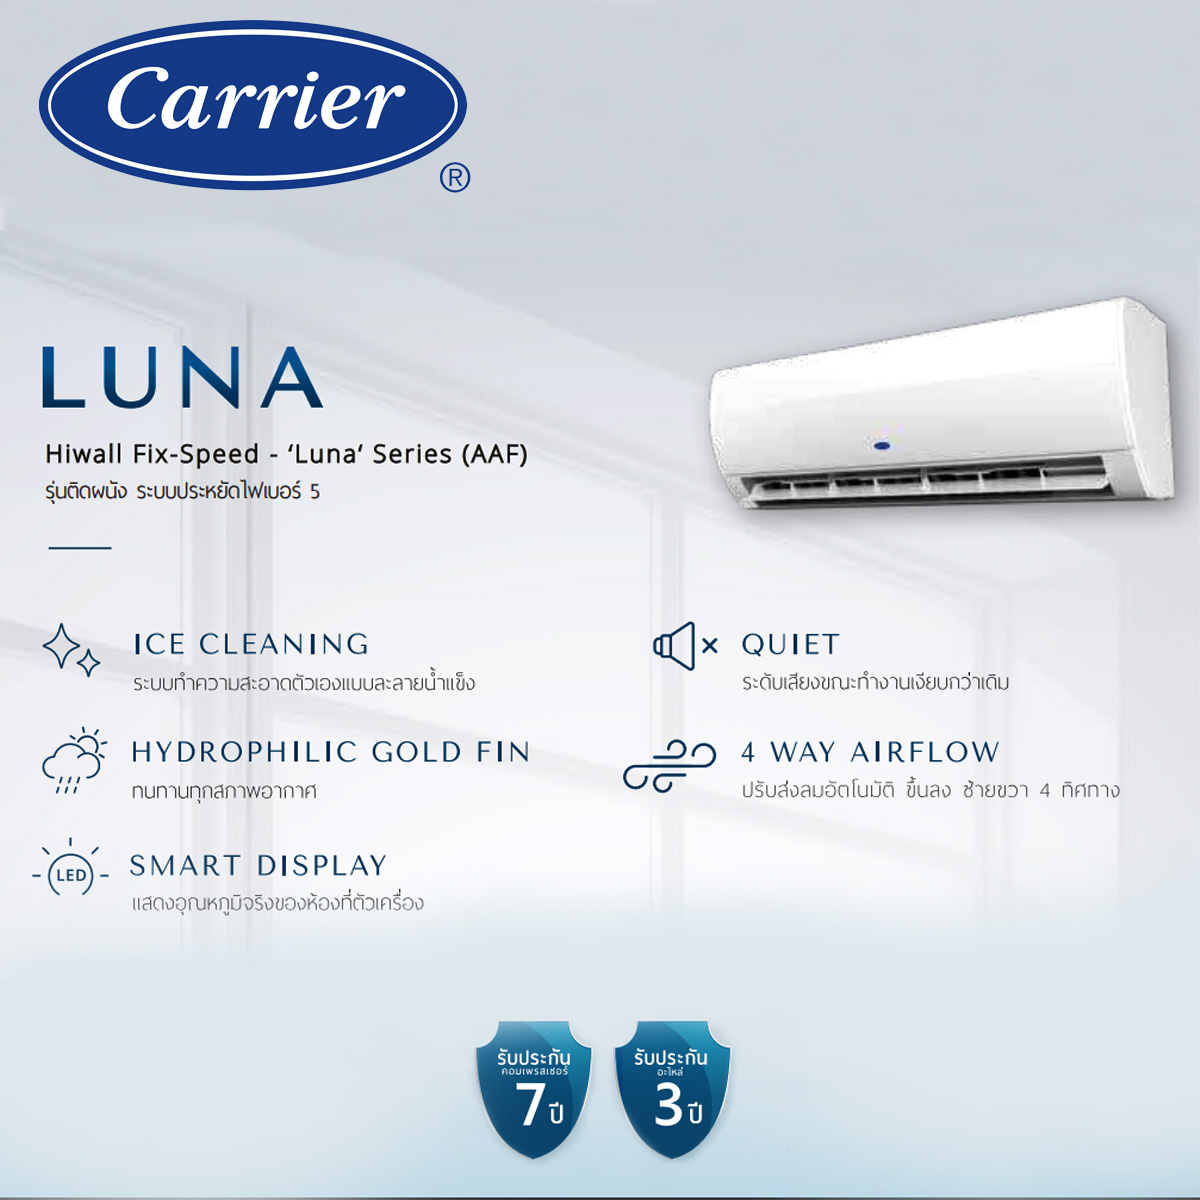 Carrier
®
LUNA
Hiwall Fix-Speed - ‘Luna‘ Series (AAF)
รุ่นติดผนัง ระบบประหยัดไฟเบอร์ 5
ICE CLEANING
ระบบทำความสะอาดตัวเองแบบละลายน้ำแข็ง
HYDROPHILIC GOLD FIN
ทนทานทุกสภาพอากาศ
LED
SMART DISPLAY
แสดงอุณหภูมิจริงของห้องที่ตัวเครื่อง
QUIET
ระดับเสียงขณะทำงานเงียบกว่าเดิม
4 WAY AIRFLOW
ปรับส่งลมอัตโนมัติ ขึ้นลง ซ้ายขวา 4 ทิศทาง
รับประกัน
คอมเพรสเซอร์
7 ปี
รับประกัน
อะไหล่
3 ปี